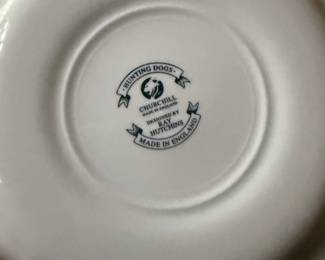 · HUNTING DOGS ·
CHURCHILL
MADE IN ENGLAND
DESIGNED BY
RAY
HUTCHINS
MADE IN ENGLAND